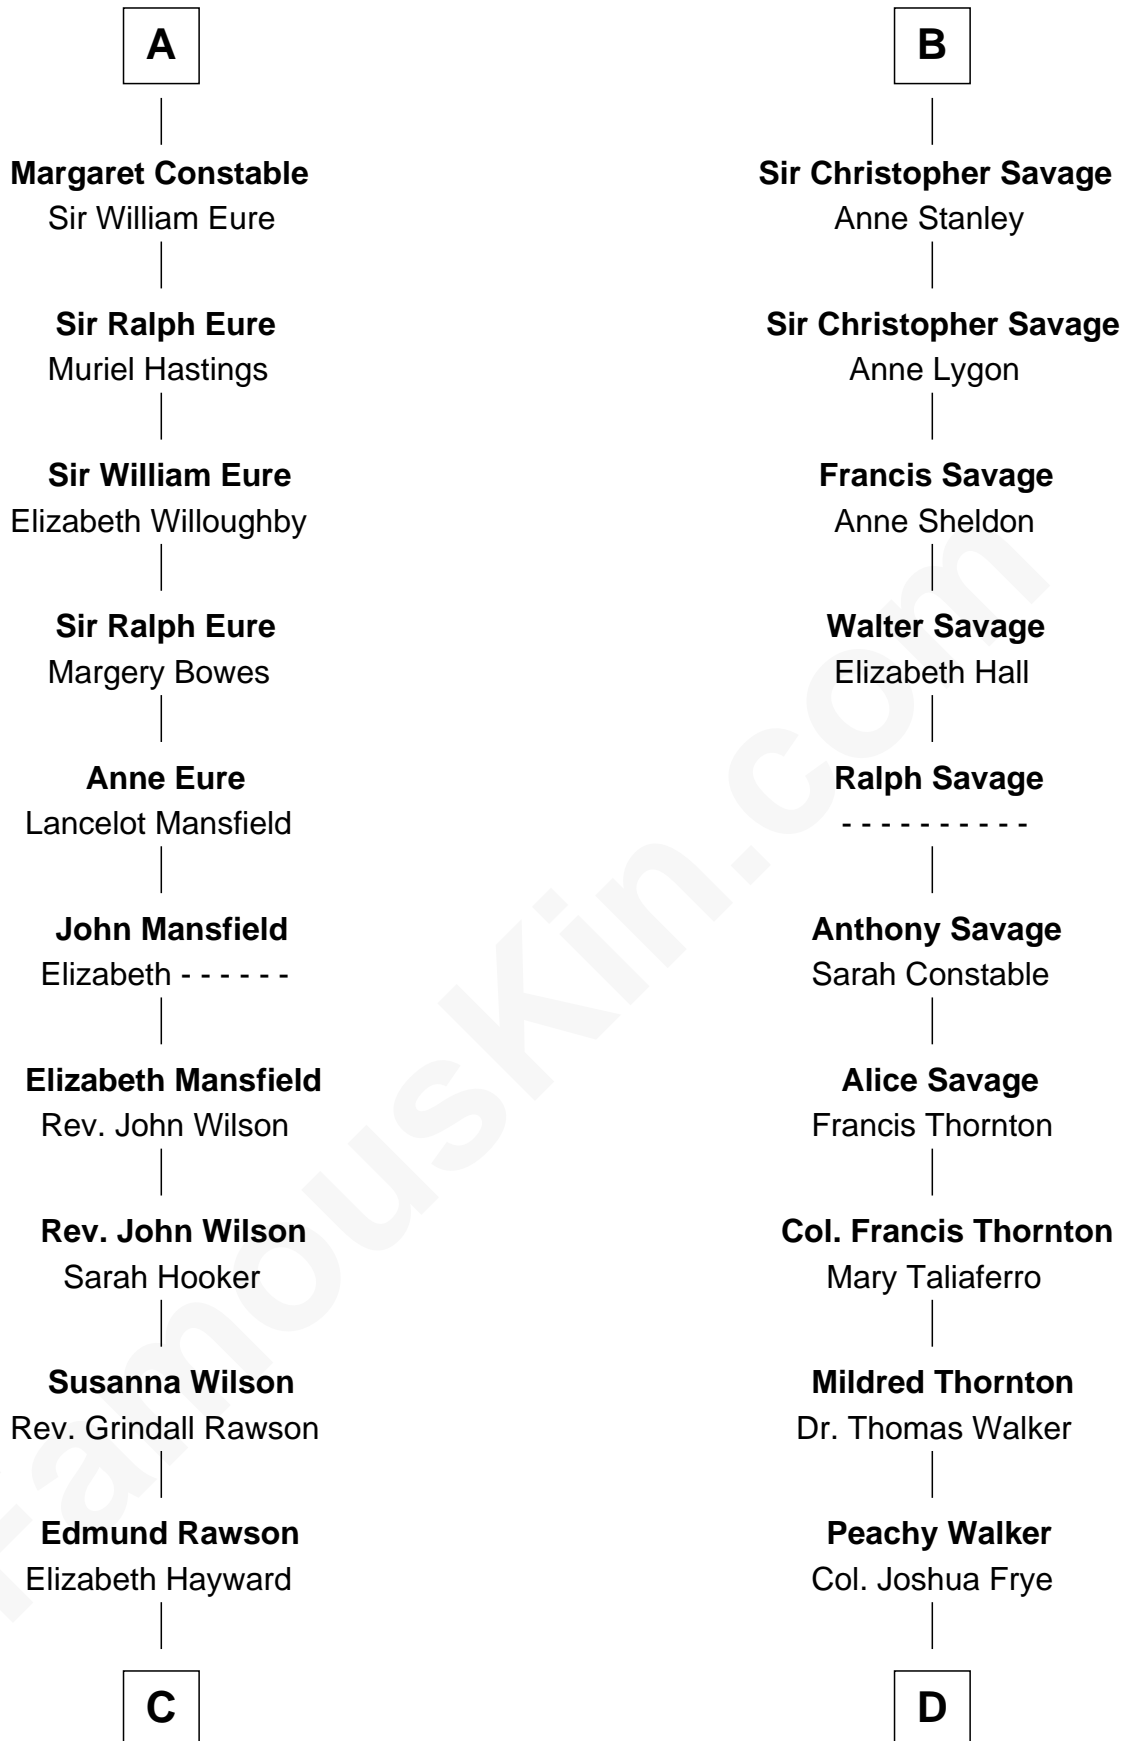 A
Margaret Constable
Sir William Eure
Sir Ralph Eure
Muriel Hastings
Sir William Eure
Elizabeth Willoughby
Sir Ralph Eure
Margery Bowes
Anne Eure
Lancelot Mansfield
John Mansfield
Elizabeth - - - - - -
Elizabeth Mansfield
Rev. John Wilson
Rev. John Wilson
Sarah Hooker
Susanna Wilson
Rev. Grindall Rawson
Edmund Rawson
Elizabeth Hayward
C
B
Sir Christopher Savage
Anne Stanley
Sir Christopher Savage
Anne Lygon
Francis Savage
Anne Sheldon
Walter Savage
Elizabeth Hall
Ralph Savage
- - - - - - - - - -
Anthony Savage
Sarah Constable
Alice Savage
Francis Thornton
Col. Francis Thornton
Mary Taliaferro
Mildred Thornton
Dr. Thomas Walker
Peachy Walker
Col. Joshua Frye
D
FamousKin.com